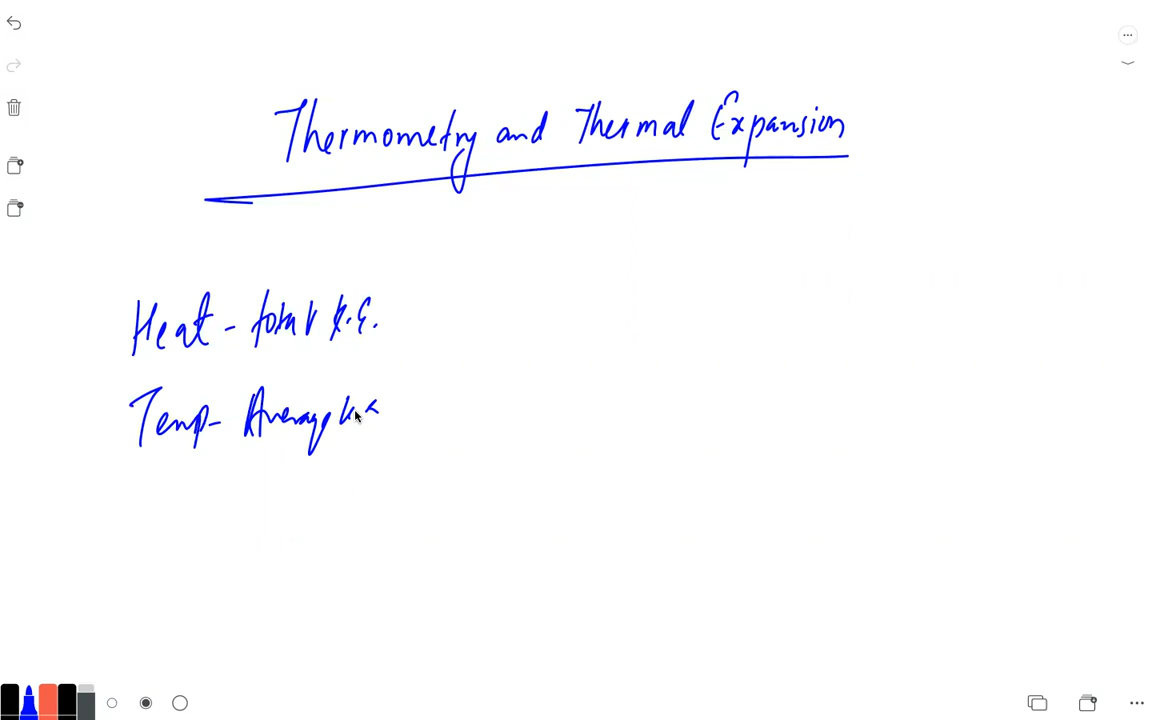 Thermometry and Thermal Expansion
Heat - total K.E.
Temp - Average K